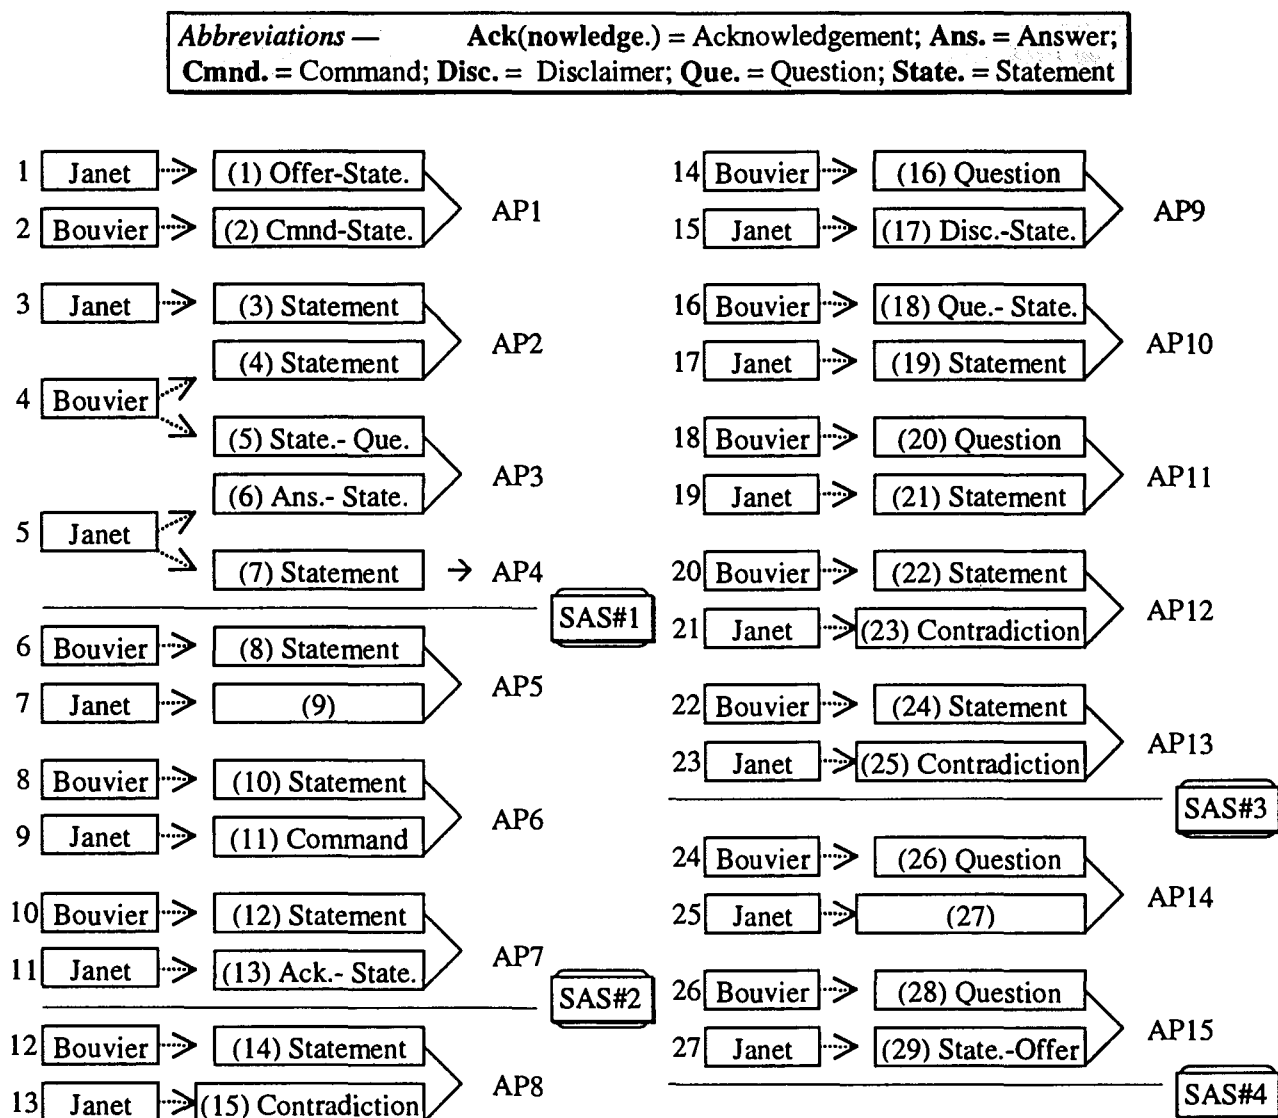 Abbreviations — Ack(nowledge.) = Acknowledgement; Ans. = Answer;
Cmnd. = Command; Disc. = Disclaimer; Que. = Question; State. = Statement
1 Janet (1) Offer-State.
AP1
2 Bouvier (2) Cmnd-State.
3 Janet (3) Statement
AP2
(4) Statement
4 Bouvier
(5) State.- Que.
AP3
(6) Ans.- State.
5 Janet
(7) Statement → AP4
SAS#1
6 Bouvier (8) Statement
AP5
7 Janet (9)
8 Bouvier (10) Statement
AP6
9 Janet (11) Command
10 Bouvier (12) Statement
AP7
11 Janet (13) Ack.- State.
SAS#2
12 Bouvier (14) Statement
AP8
13 Janet (15) Contradiction
14 Bouvier (16) Question
AP9
15 Janet (17) Disc.-State.
16 Bouvier (18) Que.- State.
AP10
17 Janet (19) Statement
18 Bouvier (20) Question
AP11
19 Janet (21) Statement
20 Bouvier (22) Statement
AP12
21 Janet (23) Contradiction
22 Bouvier (24) Statement
AP13
23 Janet (25) Contradiction
SAS#3
24 Bouvier (26) Question
AP14
25 Janet (27)
26 Bouvier (28) Question
AP15
27 Janet (29) State.-Offer
SAS#4